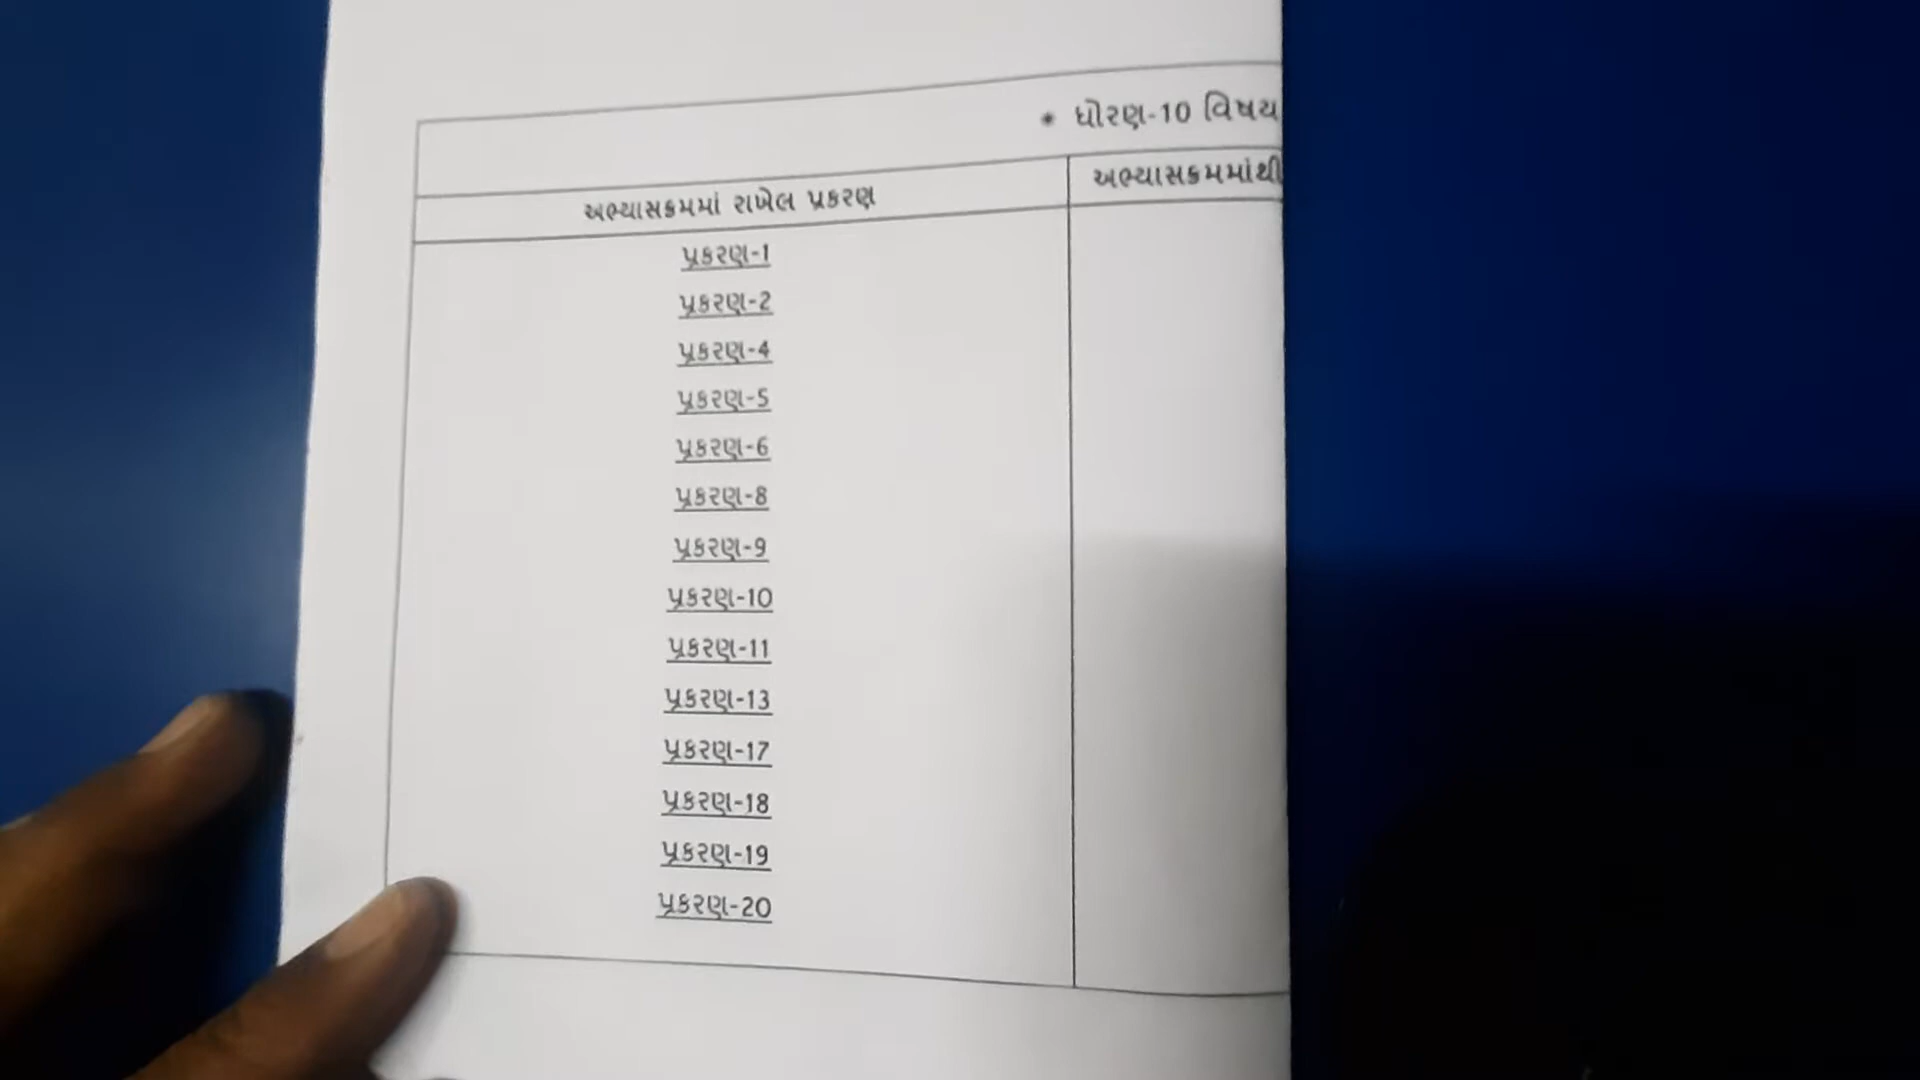 * ધોરણ-10 વિષય
અભ્યાસક્રમમાં રાખેલ પ્રકરણ
અભ્યાસક્રમમાંથી
પ્રકરણ-1
પ્રકરણ-2
પ્રકરણ-4
પ્રકરણ-5
પ્રકરણ-6
પ્રકરણ-8
પ્રકરણ-9
પ્રકરણ-10
પ્રકરણ-11
પ્રકરણ-13
પ્રકરણ-17
પ્રકરણ-18
પ્રકરણ-19
પ્રકરણ-20